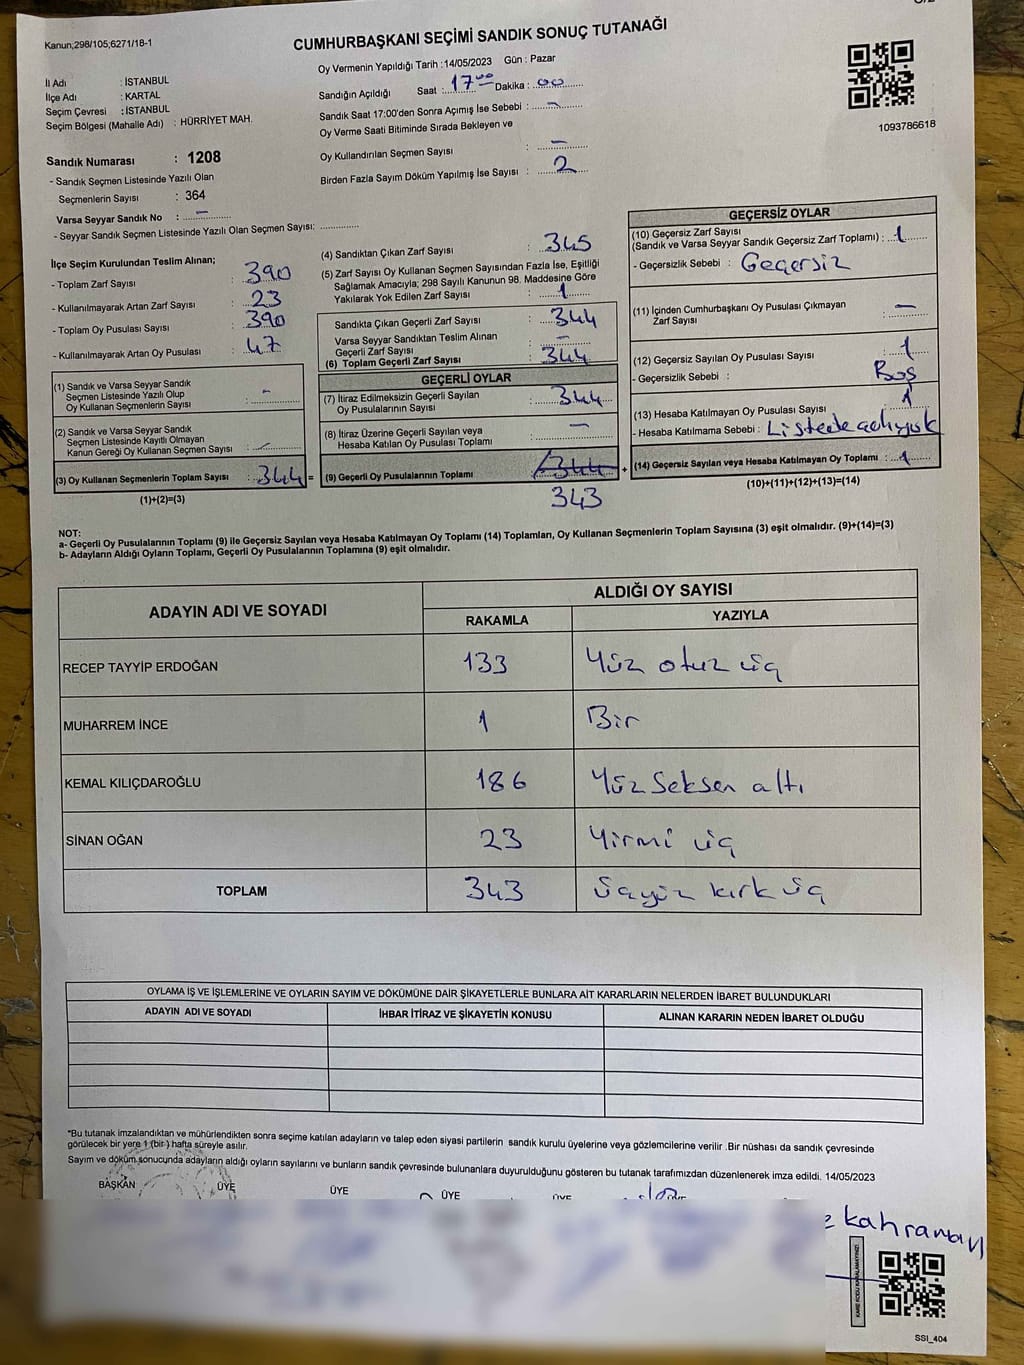 Kanun;298/105;6271/18-1
CUMHURBAŞKANI SEÇİMİ SANDIK SONUÇ TUTANAĞI
Oy Vermenin Yapıldığı Tarih :14/05/2023 Gün : Pazar
İl Adı : İSTANBUL
İlçe Adı : KARTAL
Seçim Çevresi : İSTANBUL
Seçim Bölgesi (Mahalle Adı) : HÜRRİYET MAH.
Sandığın Açıldığı Saat : 17°° Dakika : 00
Sandık Saat 17:00'den Sonra Açımış İse Sebebi : –
Oy Verme Saati Bitiminde Sırada Bekleyen ve
Oy Kullandırılan Seçmen Sayısı : –
Birden Fazla Sayım Döküm Yapılmış İse Sayısı : 2
1093786618
Sandık Numarası : 1208
- Sandık Seçmen Listesinde Yazılı Olan
Seçmenlerin Sayısı : 364
Varsa Seyyar Sandık No : –
- Seyyar Sandık Seçmen Listesinde Yazılı Olan Seçmen Sayısı:
İlçe Seçim Kurulundan Teslim Alınan;
- Toplam Zarf Sayısı : 390
- Kullanılmayarak Artan Zarf Sayısı : 23
- Toplam Oy Pusulası Sayısı : 390
- Kullanılmayarak Artan Oy Pusulası : 47
(1) Sandık ve Varsa Seyyar Sandık
Seçmen Listesinde Yazılı Olup
Oy Kullanan Seçmenlerin Sayısı : -
(2) Sandık ve Varsa Seyyar Sandık
Seçmen Listesinde Kayıtlı Olmayan
Kanun Gereği Oy Kullanan Seçmen Sayısı : –
(3) Oy Kullanan Seçmenlerin Toplam Sayısı : 344 =
(1)+(2)=(3)
(4) Sandıktan Çıkan Zarf Sayısı : 345
(5) Zarf Sayısı Oy Kullanan Seçmen Sayısından Fazla İse, Eşitliği
Sağlamak Amacıyla; 298 Sayılı Kanunun 98. Maddesine Göre
Yakılarak Yok Edilen Zarf Sayısı : 1
Sandıkta Çıkan Geçerli Zarf Sayısı : 344
Varsa Seyyar Sandıktan Teslim Alınan
Geçerli Zarf Sayısı : –
(6) Toplam Geçerli Zarf Sayısı : 344
GEÇERLİ OYLAR
(7) İtiraz Edilmeksizin Geçerli Sayılan
Oy Pusulalarının Sayısı : 344
(8) İtiraz Üzerine Geçerli Sayılan veya
Hesaba Katılan Oy Pusulası Toplamı : –
(9) Geçerli Oy Pusulalarının Toplamı 344 +
343
GEÇERSİZ OYLAR
(10) Geçersiz Zarf Sayısı
(Sandık ve Varsa Seyyar Sandık Geçersiz Zarf Toplamı) : 1
- Geçersizlik Sebebi : Geçersiz
(11) İçinden Cumhurbaşkanı Oy Pusulası Çıkmayan
Zarf Sayısı : –
(12) Geçersiz Sayılan Oy Pusulası Sayısı : 1
- Geçersizlik Sebebi : Boş
(13) Hesaba Katılmayan Oy Pusulası Sayısı : 1
- Hesaba Katılmama Sebebi : Listede adı yok
(14) Geçersiz Sayılan veya Hesaba Katılmayan Oy Toplamı : 1
(10)+(11)+(12)+(13)=(14)
NOT:
a- Geçerli Oy Pusulalarının Toplamı (9) ile Geçersiz Sayılan veya Hesaba Katılmayan Oy Toplamı (14) Toplamları, Oy Kullanan Seçmenlerin Toplam Sayısına (3) eşit olmalıdır. (9)+(14)=(3)
b- Adayların Aldığı Oyların Toplamı, Geçerli Oy Pusulalarının Toplamına (9) eşit olmalıdır.
ADAYIN ADI VE SOYADI ALDIĞI OY SAYISI
RAKAMLA YAZIYLA
RECEP TAYYİP ERDOĞAN 133 Yüz otuz üç
MUHARREM İNCE 1 Bir
KEMAL KILIÇDAROĞLU 186 Yüz Seksen altı
SİNAN OĞAN 23 Yirmi üç
TOPLAM 343 üçyüz kırk üç
OYLAMA İŞ VE İŞLEMLERİNE VE OYLARIN SAYIM VE DÖKÜMÜNE DAİR ŞİKAYETLERLE BUNLARA AİT KARARLARIN NELERDEN İBARET BULUNDUKLARI
ADAYIN ADI VE SOYADI İHBAR İTİRAZ VE ŞİKAYETİN KONUSU ALINAN KARARIN NEDEN İBARET OLDUĞU
*Bu tutanak imzalandıktan ve mühürlendikten sonra seçime katılan adayların ve talep eden siyasi partilerin sandık kurulu üyelerine veya gözlemcilerine verilir .Bir nüshası da sandık çevresinde
görülecek bir yere 1 (bir) hafta süreyle asılır.
Sayım ve döküm sonucunda adayların aldığı oyların sayılarını ve bunların sandık çevresinde bulunanlara duyurulduğunu gösteren bu tutanak tarafımızdan düzenlenerek imza edildi. 14/05/2023
BAŞKAN ÜYE ÜYE ÜYE ÜYE
kahraman
KARE KODU KARALAMAYINIZ!
SSI_404